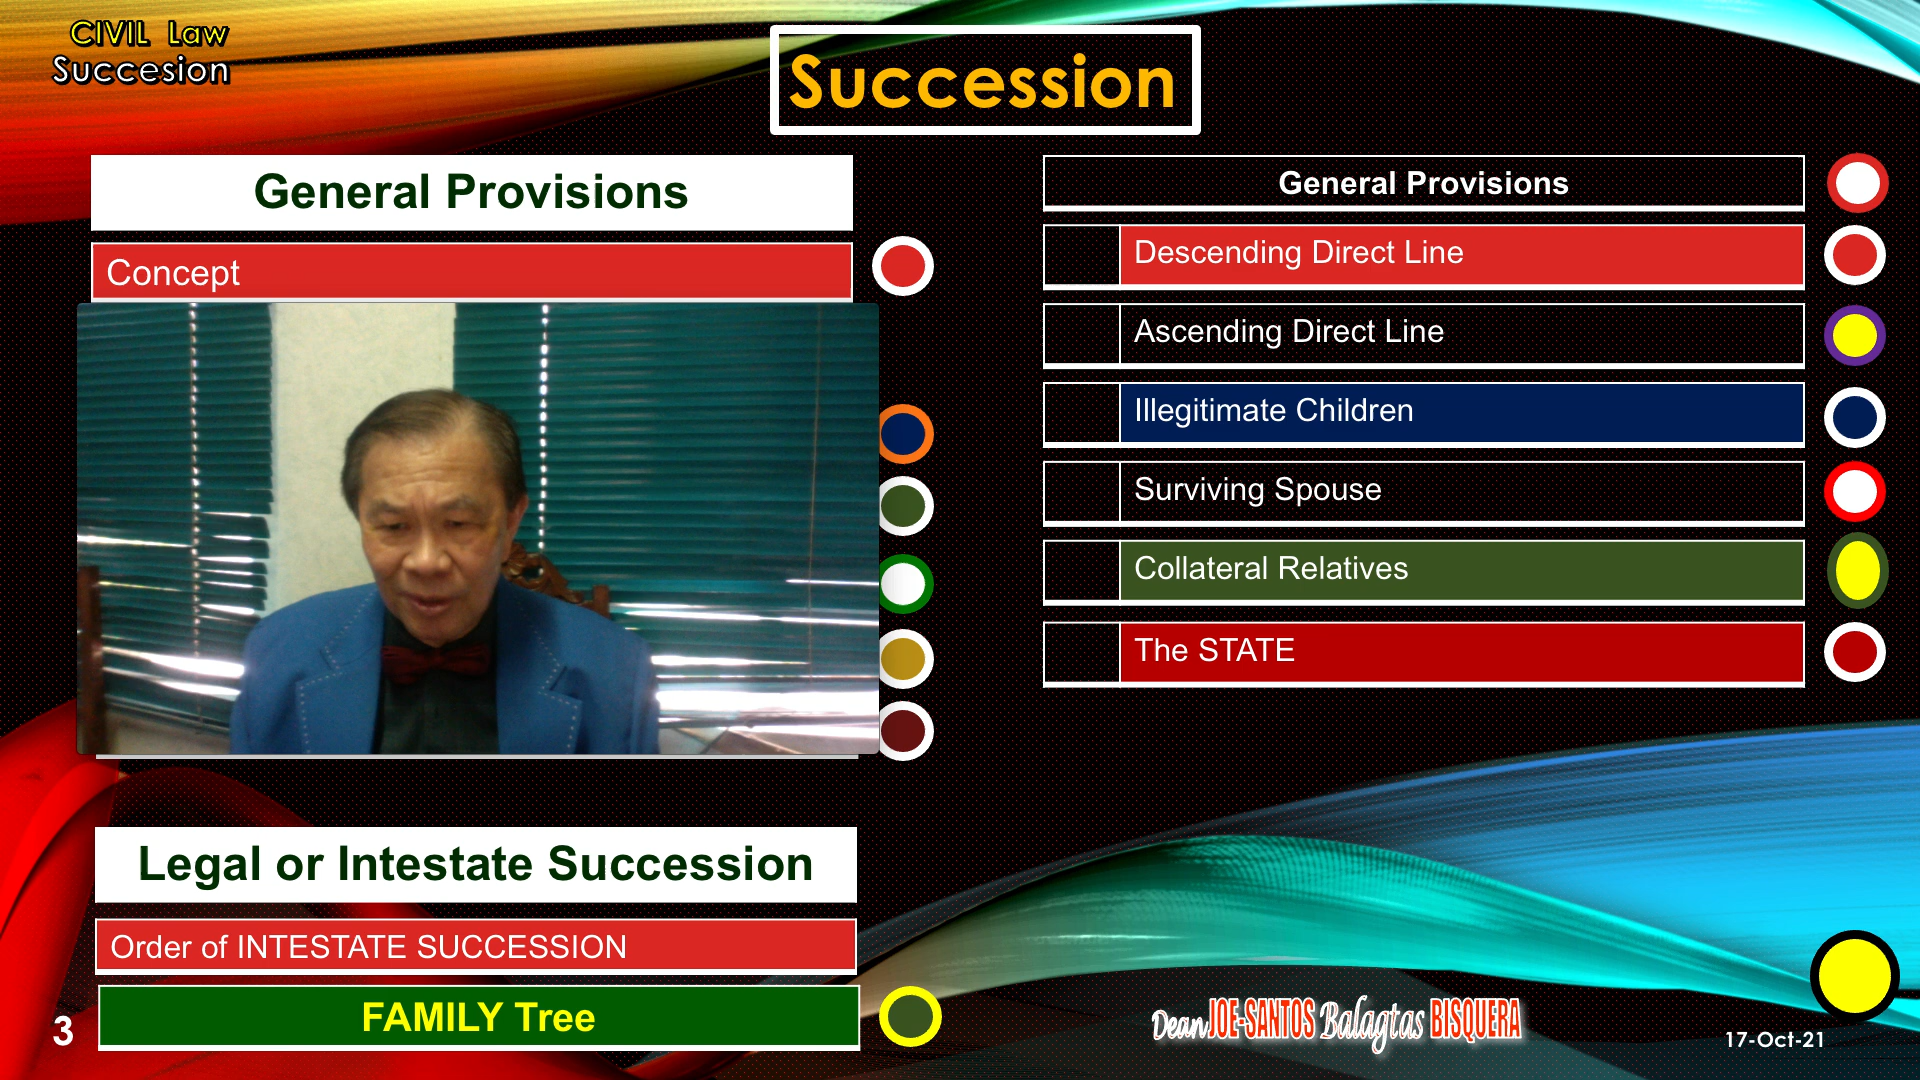 CIVIL Law
Succesion
Succession
General Provisions
Concept
Legal or Intestate Succession
Order of INTESTATE SUCCESSION
FAMILY Tree
3
General Provisions
Descending Direct Line
Ascending Direct Line
Illegitimate Children
Surviving Spouse
Collateral Relatives
The STATE
Dean JOE-SANTOS Balagtas BISQUERA
17-Oct-21